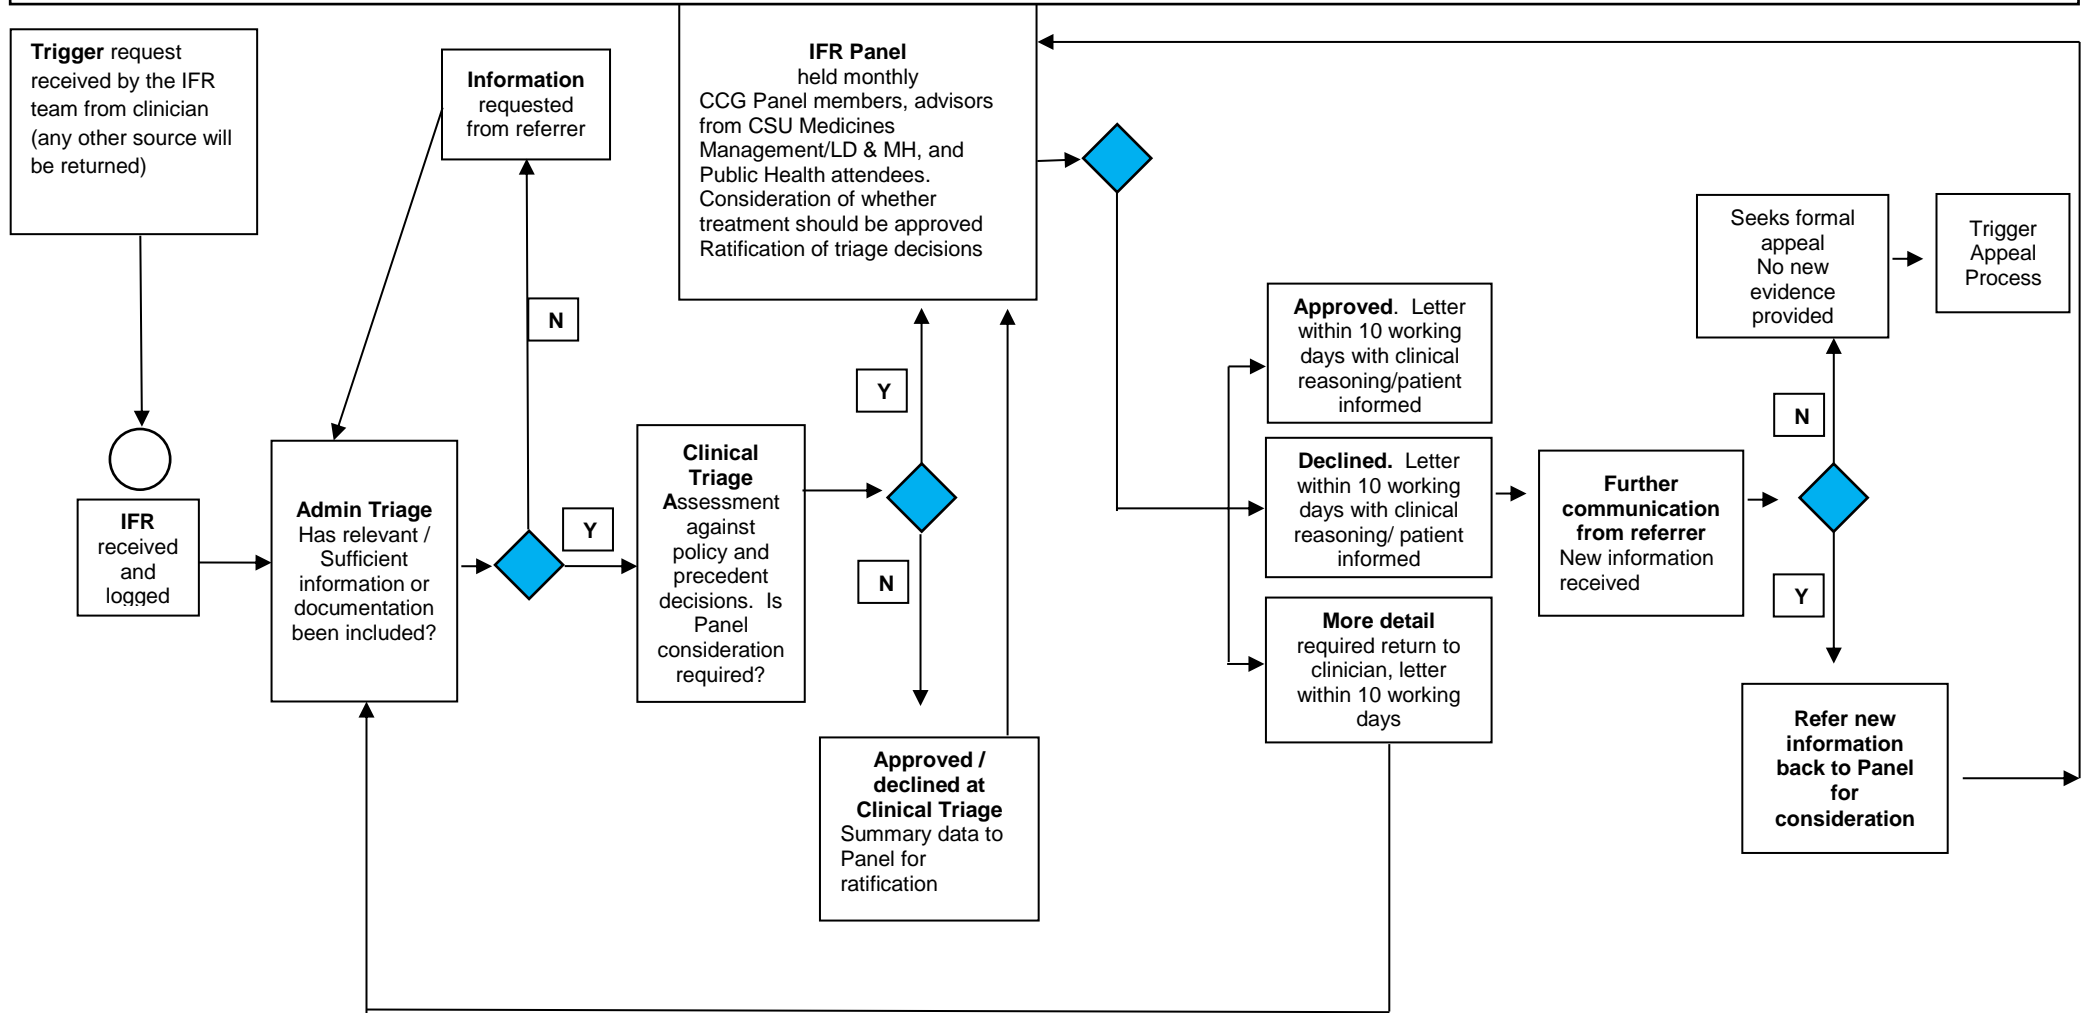 Trigger request
received by the IFR
team from clinician
(any other source will
be returned)
IFR
received
and
logged
Information
requested
from referrer
N
Admin Triage
Has relevant /
Sufficient
information or
documentation
been included?
Y
Clinical
Triage
Assessment
against
policy and
precedent
decisions. Is
Panel
consideration
required?
IFR Panel
held monthly
CCG Panel members, advisors
from CSU Medicines
Management/LD & MH, and
Public Health attendees.
Consideration of whether
treatment should be approved
Ratification of triage decisions
Y
N
Approved /
declined at
Clinical Triage
Summary data to
Panel for
ratification
Approved. Letter
within 10 working
days with clinical
reasoning/patient
informed
Declined. Letter
within 10 working
days with clinical
reasoning/ patient
informed
More detail
required return to
clinician, letter
within 10 working
days
Further
communication
from referrer
New information
received
Seeks formal
appeal
No new
evidence
provided
Trigger
Appeal
Process
N
Y
Refer new
information
back to Panel
for
consideration